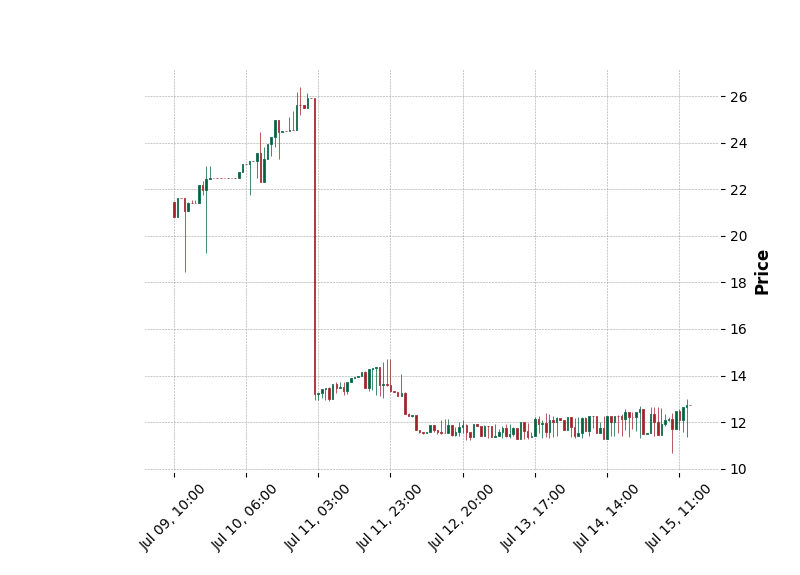 26
24
22
20
18
16
14
12
10
Price
Jul 09, 10:00
Jul 10, 06:00
Jul 11, 03:00
Jul 11, 23:00
Jul 12, 20:00
Jul 13, 17:00
Jul 14, 14:00
Jul 15, 11:00